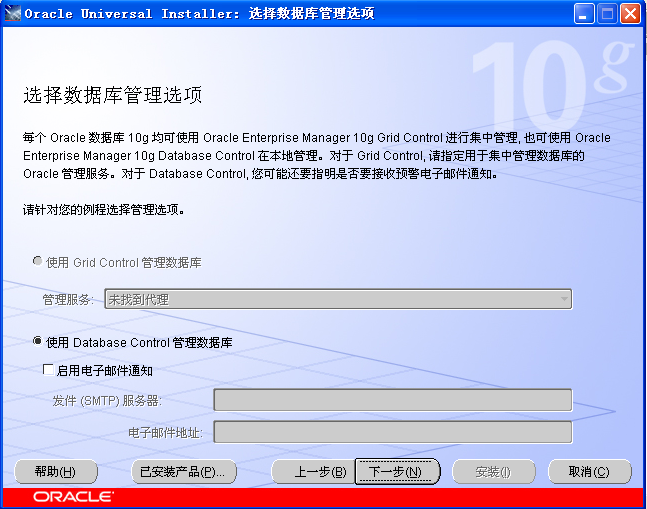 Oracle Universal Installer: 选择数据库管理选项
10g
选择数据库管理选项
每个 Oracle 数据库 10g 均可使用 Oracle Enterprise Manager 10g Grid Control 进行集中管理, 也可使用 Oracle
Enterprise Manager 10g Database Control 在本地管理。对于 Grid Control, 请指定用于集中管理数据库的
Oracle 管理服务。对于 Database Control, 您可能还要指明是否要接收预警电子邮件通知。
请针对您的例程选择管理选项。
使用 Grid Control 管理数据库
管理服务: 未找到代理
使用 Database Control 管理数据库
启用电子邮件通知
发件 (SMTP) 服务器:
电子邮件地址:
帮助(H) 已安装产品(P)... 上一步(B) 下一步(N) 安装(I) 取消(C)
ORACLE